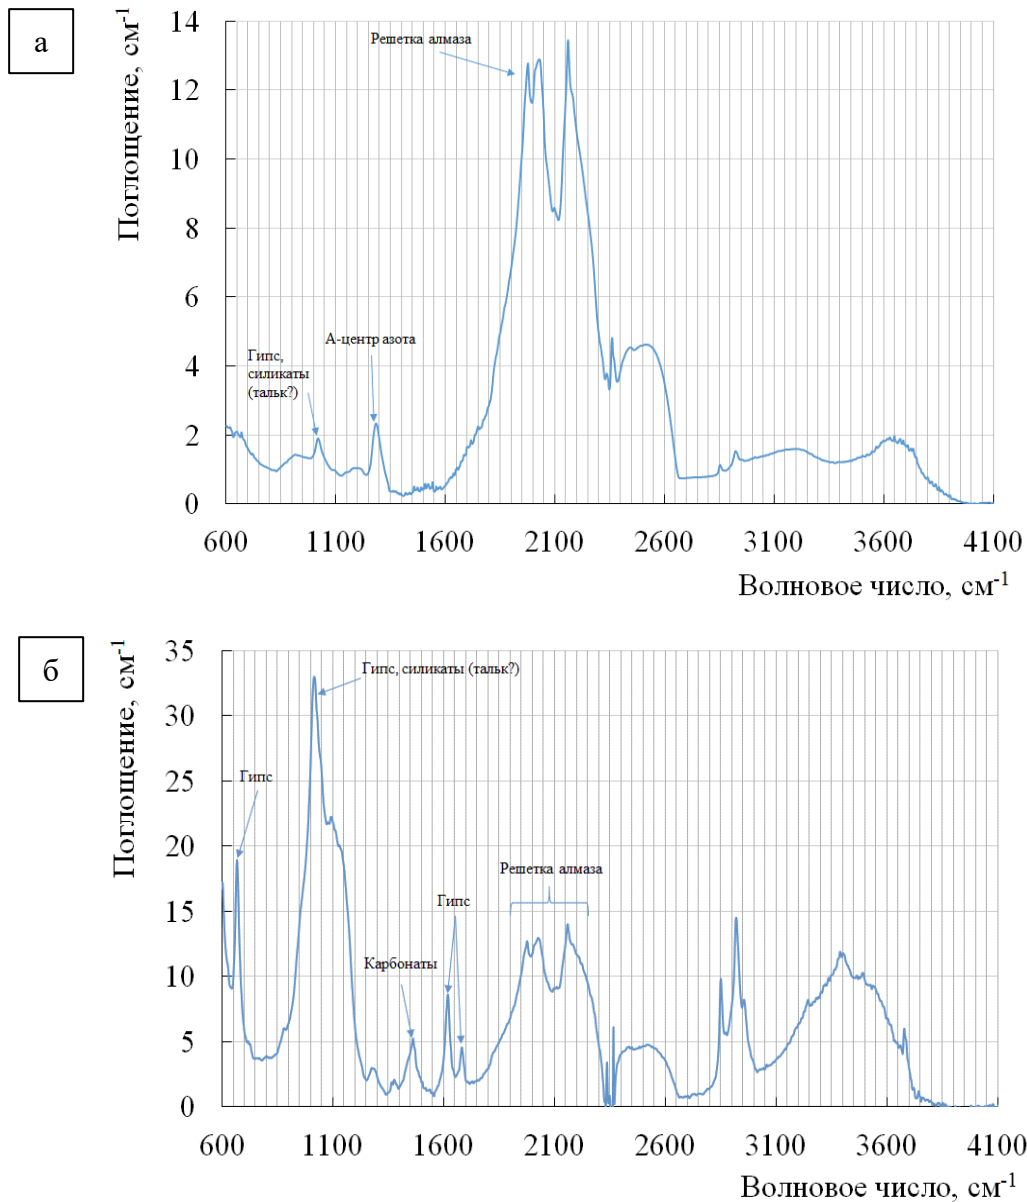 а
Поглощение, см-1
14
12
10
8
6
4
2
0
Решетка алмаза
А-центр азота
Гипс,
силикаты
(тальк?)
600 1100 1600 2100 2600 3100 3600 4100
Волновое число, см-1
б
Поглощение, см-1
35
30
25
20
15
10
5
0
Гипс, силикаты (тальк?)
Гипс
Решетка алмаза
Гипс
Карбонаты
600 1100 1600 2100 2600 3100 3600 4100
Волновое число, см-1